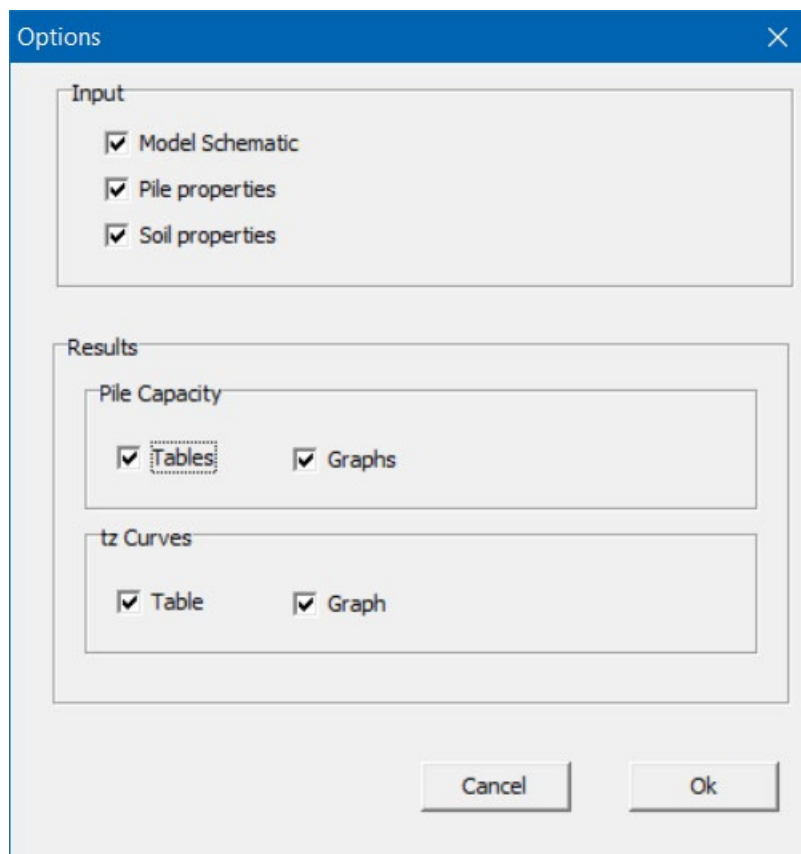 Options
Input
Model Schematic
Pile properties
Soil properties
Results
Pile Capacity
Tables Graphs
tz Curves
Table Graph
Cancel Ok